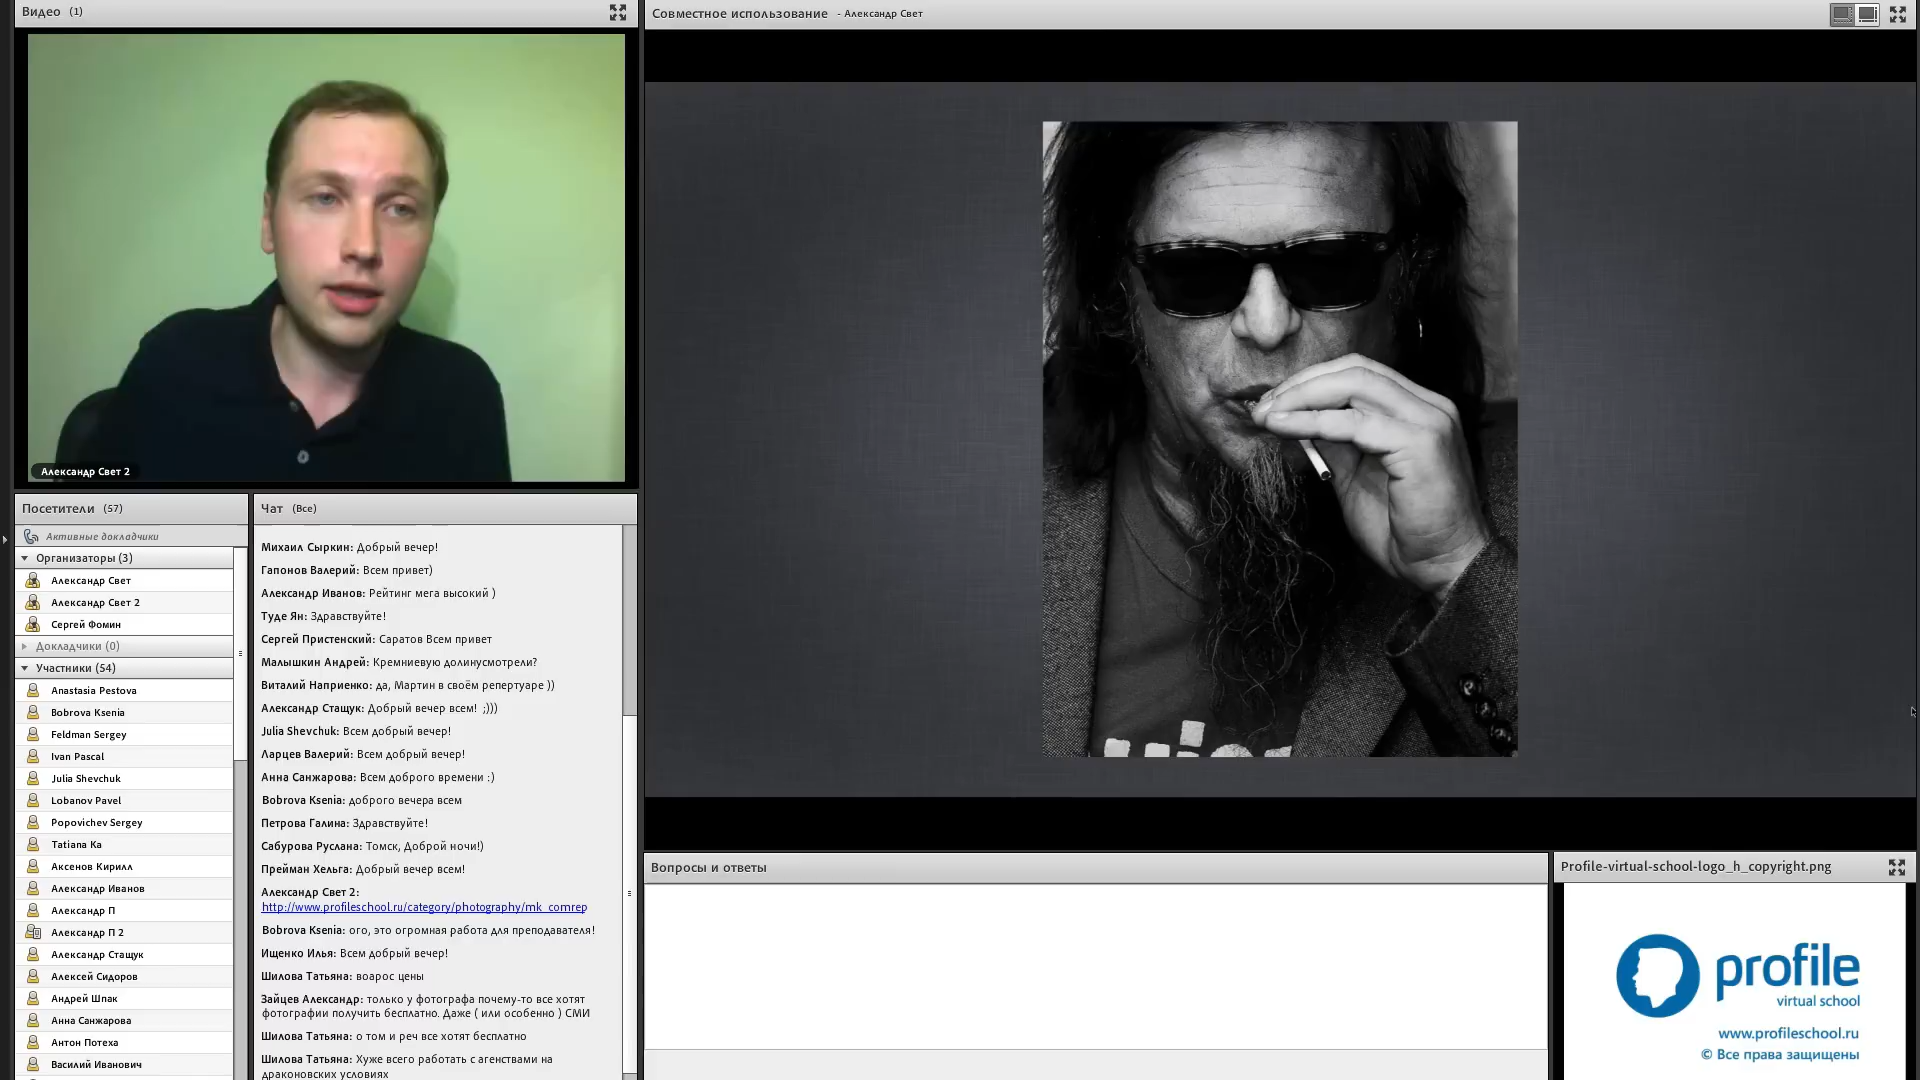 Видео (1)
Александр Свет 2
Совместное использование - Александр Свет
Посетители (57)
Активные докладчики
Организаторы (3)
Александр Свет
Александр Свет 2
Сергей Фомин
Докладчики (0)
Участники (54)
Anastasia Pestova
Bobrova Ksenia
Feldman Sergey
Ivan Pascal
Julia Shevchuk
Lobanov Pavel
Popovichev Sergey
Tatiana Ka
Аксенов Кирилл
Александр Иванов
Александр П
Александр П 2
Александр Стащук
Алексей Сидоров
Андрей Шпак
Анна Санжарова
Антон Потеха
Василий Иванович
Чат (Все)
Михаил Сыркин: Добрый вечер!
Гапонов Валерий: Всем привет)
Александр Иванов: Рейтинг мега высокий )
Туде Ян: Здравствуйте!
Сергей Пристенский: Саратов Всем привет
Малышкин Андрей: Кремниевую долинусмотрели?
Виталий Наприенко: да, Мартин в своём репертуаре ))
Александр Стащук: Добрый вечер всем! ;)))
Julia Shevchuk: Всем добрый вечер!
Ларцев Валерий: Всем добрый вечер!
Анна Санжарова: Всем доброго времени :)
Bobrova Ksenia: доброго вечера всем
Петрова Галина: Здравствуйте!
Сабурова Руслана: Томск, Доброй ночи!)
Прейман Хельга: Добрый вечер всем!
Александр Свет 2:
http://www.profileschool.ru/category/photography/mk_comrep
Bobrova Ksenia: ого, это огромная работа для преподавателя!
Ищенко Илья: Всем добрый вечер!
Шилова Татьяна: воарос цены
Зайцев Александр: только у фотографа почему-то все хотят
фотографии получить бесплатно. Даже ( или особенно ) СМИ
Шилова Татьяна: о том и реч все хотят бесплатно
Шилова Татьяна: Хуже всего работать с агенствами на
драконовских условиях
Вопросы и ответы
Profile-virtual-school-logo_h_copyright.png
profile
virtual school
www.profileschool.ru
© Все права защищены